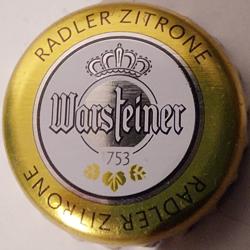 RADLER ZITRONE
Warsteiner
1753
RADLER ZITRONE